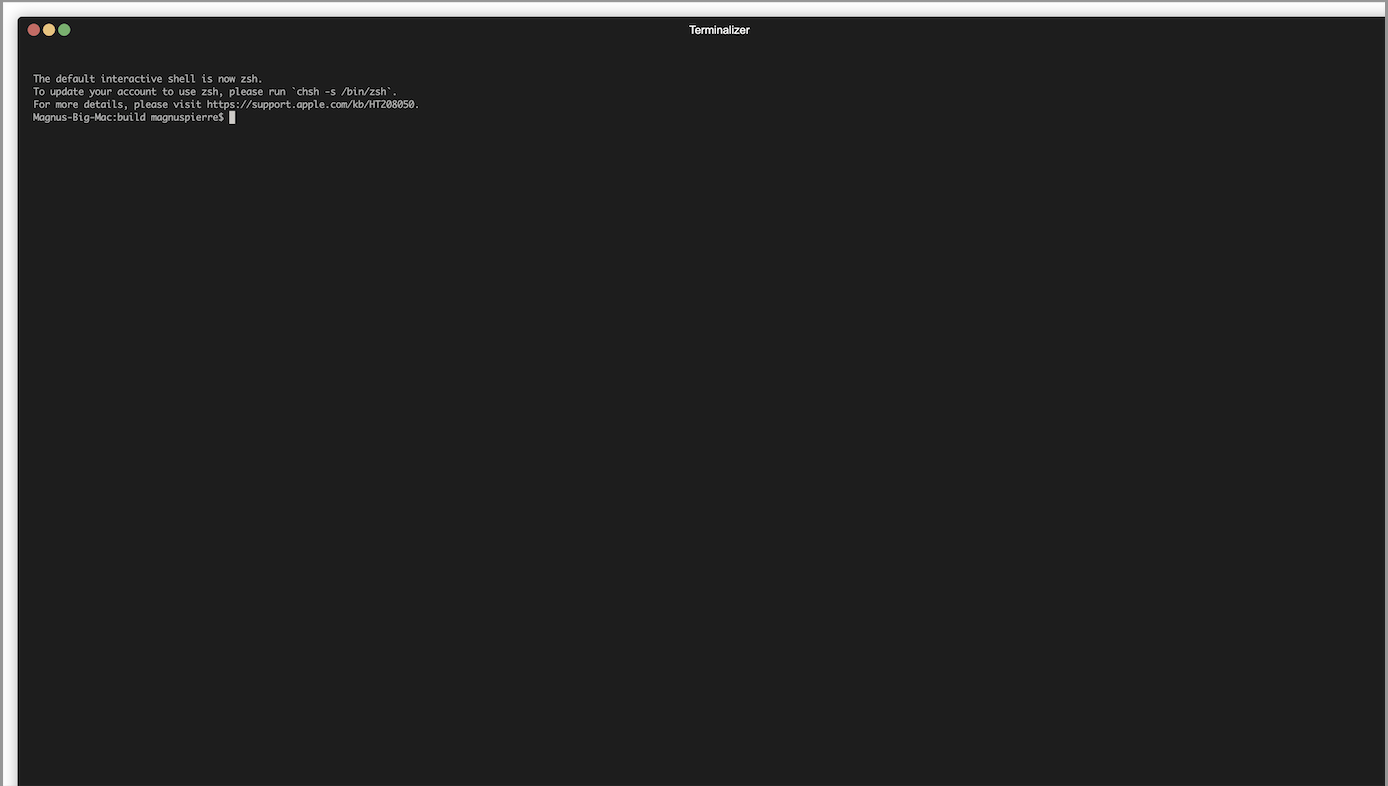 Terminalizer
The default interactive shell is now zsh.
To update your account to use zsh, please run `chsh -s /bin/zsh`.
For more details, please visit https://support.apple.com/kb/HT208050.
Magnus-Big-Mac:build magnuspierre$